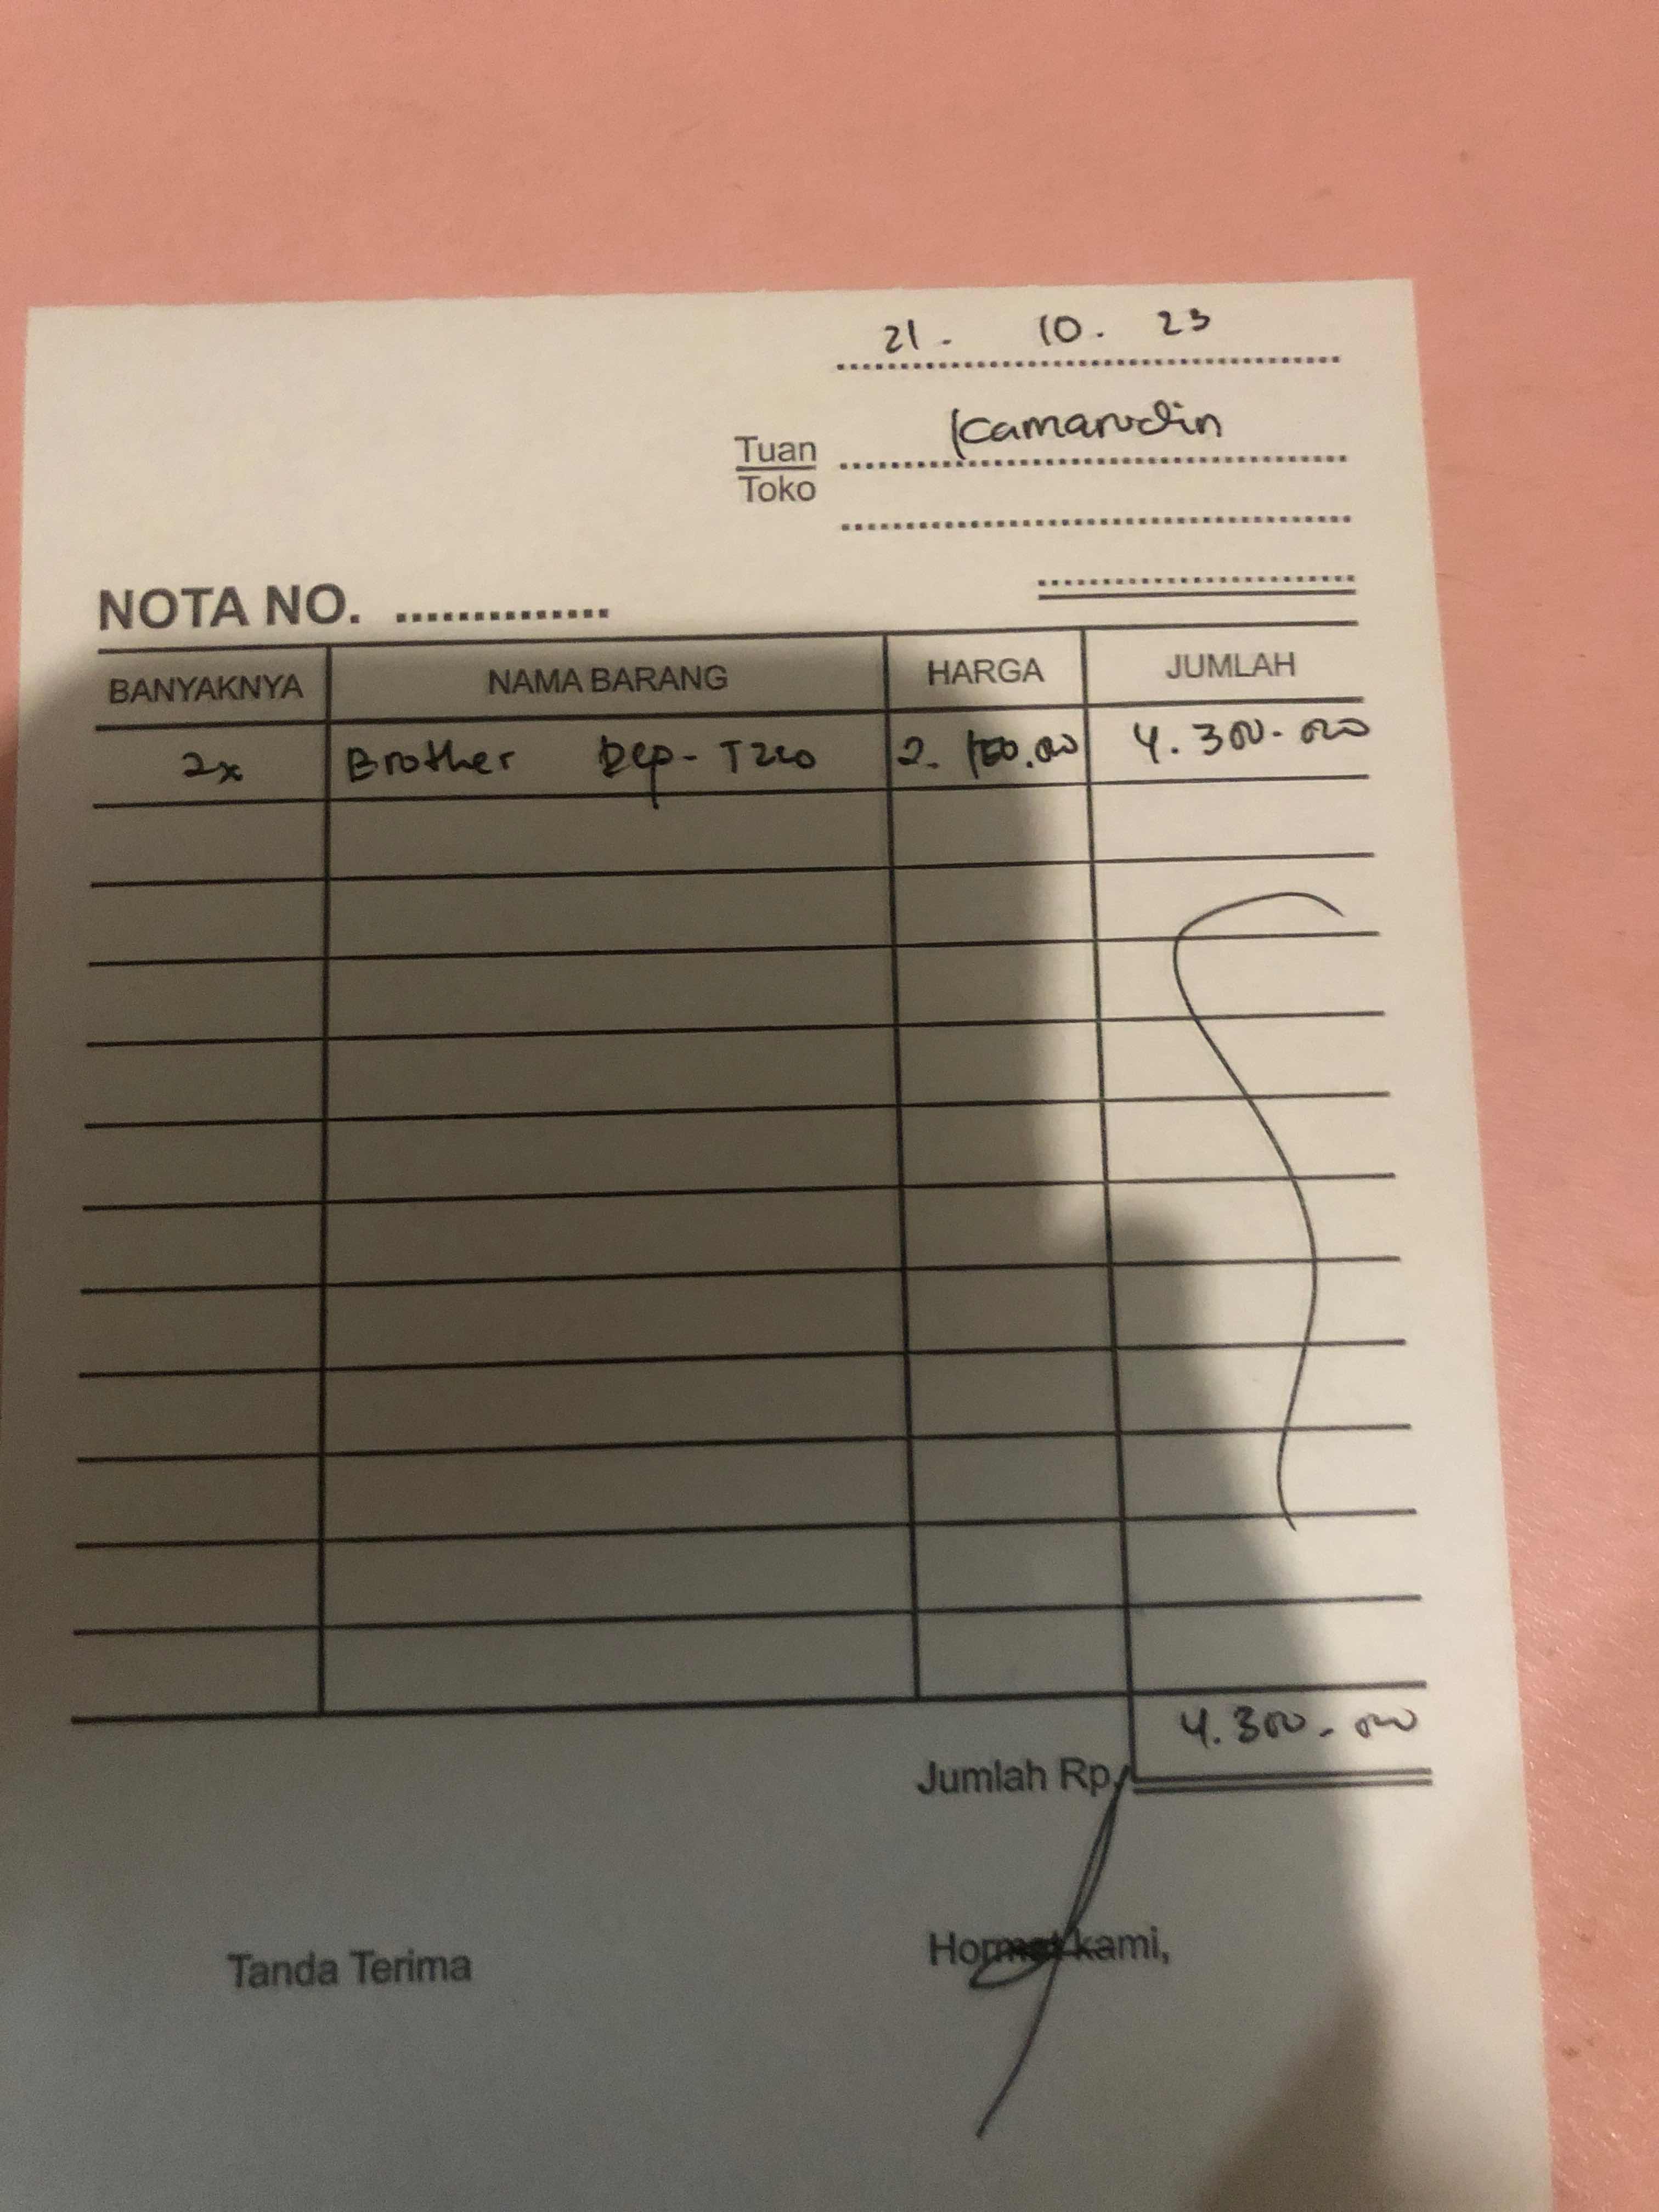 21. 10. 23
Tuan Kamarudin
Toko
NOTA NO. ..............
BANYAKNYA NAMA BARANG HARGA JUMLAH
2x Brother Dcp-T220 2.150.00 4.300.000
Jumlah Rp. 4.300.000
Tanda Terima Hormat kami,